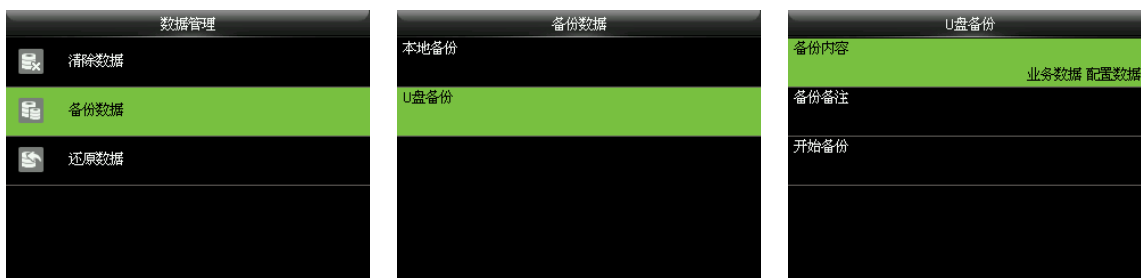 数据管理
清除数据
备份数据
还原数据
备份数据
本地备份
U盘备份
U盘备份
备份内容
业务数据 配置数据
备份备注
开始备份